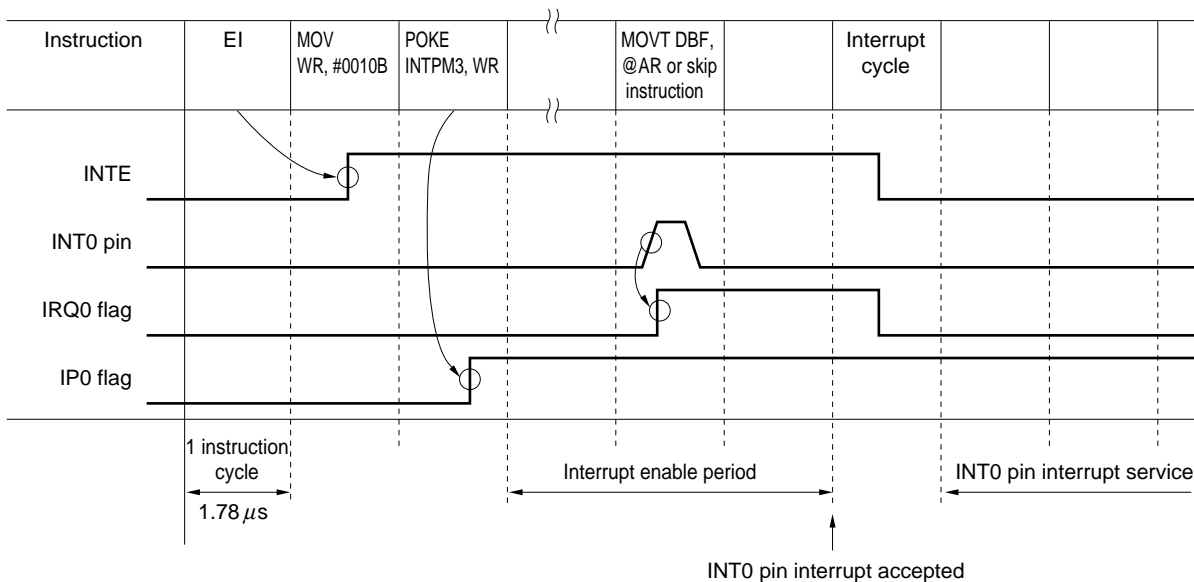 Instruction
EI
MOV
WR, #0010B
POKE
INTPM3, WR
MOVT DBF,
@AR or skip
instruction
Interrupt
cycle
INTE
INT0 pin
IRQ0 flag
IP0 flag
1 instruction
cycle
1.78 µs
Interrupt enable period
INT0 pin interrupt service
INT0 pin interrupt accepted